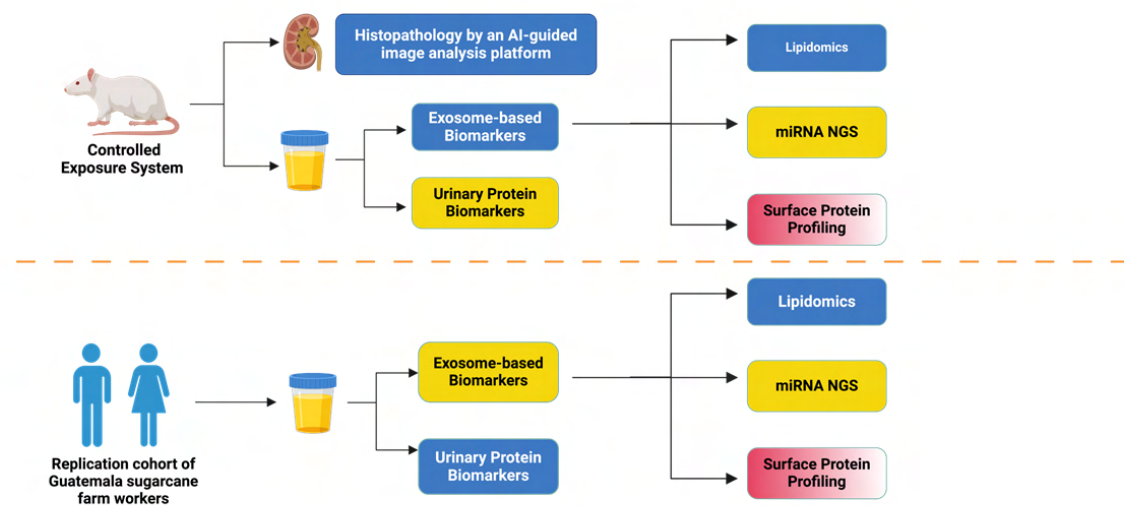 Histopathology by an AI-guided
image analysis platform
Lipidomics
Exosome-based
Biomarkers
miRNA NGS
Controlled
Exposure System
Urinary Protein
Biomarkers
Surface Protein
Profiling
Lipidomics
Exosome-based
Biomarkers
miRNA NGS
Replication cohort of
Guatemala sugarcane
farm workers
Urinary Protein
Biomarkers
Surface Protein
Profiling